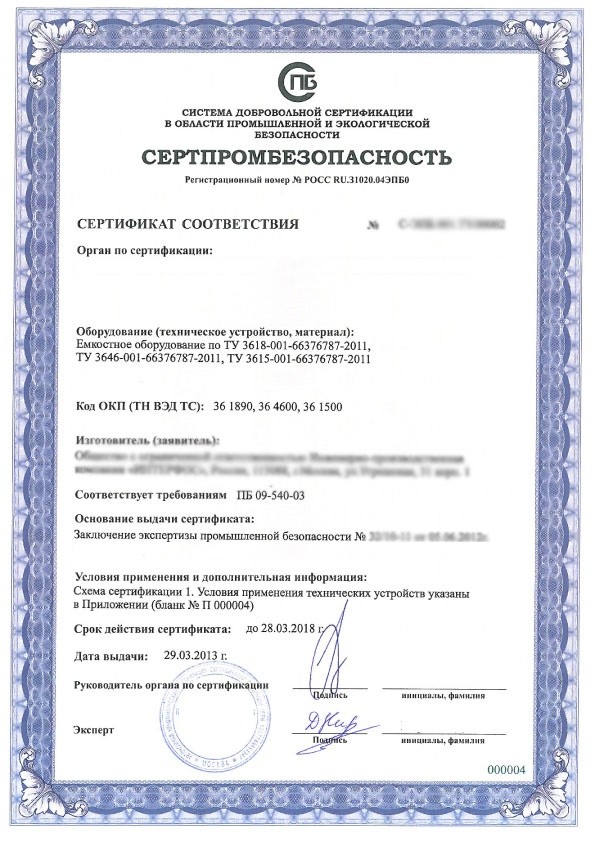 СПБ
СИСТЕМА ДОБРОВОЛЬНОЙ СЕРТИФИКАЦИИ
В ОБЛАСТИ ПРОМЫШЛЕННОЙ И ЭКОЛОГИЧЕСКОЙ
БЕЗОПАСНОСТИ
СЕРТПРОМБЕЗОПАСНОСТЬ
Регистрационный номер № РОСС RU.31020.04ЭПБ0
СЕРТИФИКАТ СООТВЕТСТВИЯ №
Орган по сертификации:
Оборудование (техническое устройство, материал):
Емкостное оборудование по ТУ 3618-001-66376787-2011,
ТУ 3646-001-66376787-2011, ТУ 3615-001-66376787-2011
Код ОКП (ТН ВЭД ТС): 36 1890, 36 4600, 36 1500
Изготовитель (заявитель):
Соответствует требованиям ПБ 09-540-03
Основание выдачи сертификата:
Заключение экспертизы промышленной безопасности №
Условия применения и дополнительная информация:
Схема сертификации 1. Условия применения технических устройств указаны
в Приложении (бланк № П 000004)
Срок действия сертификата: до 28.03.2018 г.
Дата выдачи: 29.03.2013 г.
Руководитель органа по сертификации
Подпись инициалы, фамилия
Эксперт
Подпись инициалы, фамилия
000004